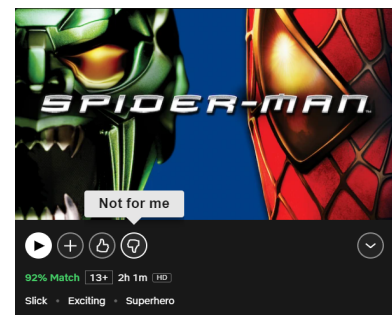 SPIDER-MAN
Not for me
92% Match 13+ 2h 1m HD
Slick • Exciting • Superhero